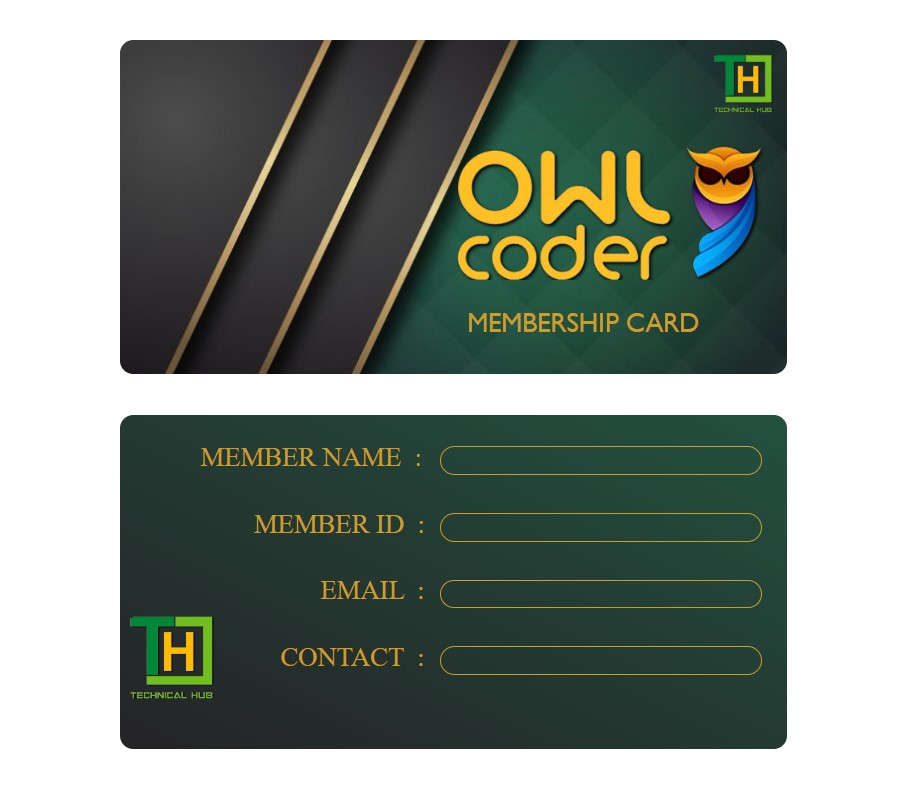 TH
TECHNICAL HUB
OWL
coder
MEMBERSHIP CARD
MEMBER NAME :
MEMBER ID :
EMAIL :
CONTACT :
TH
TECHNICAL HUB